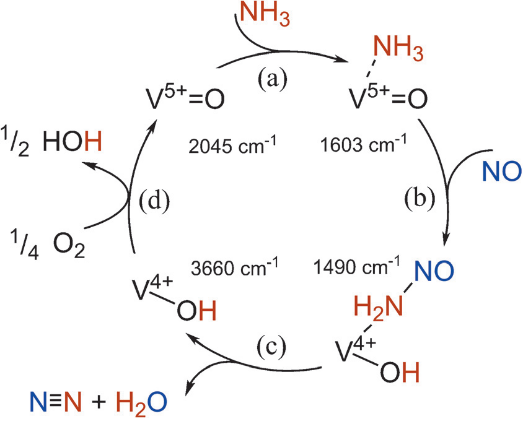 NH3
(a)
NH3
V5+=O
V5+=O
1/2 HOH
2045 cm-1
1603 cm-1
NO
(d)
(b)
1/4 O2
3660 cm-1
1490 cm-1
NO
V4+
OH
H2N
(c)
V4+
OH
N≡N + H2O